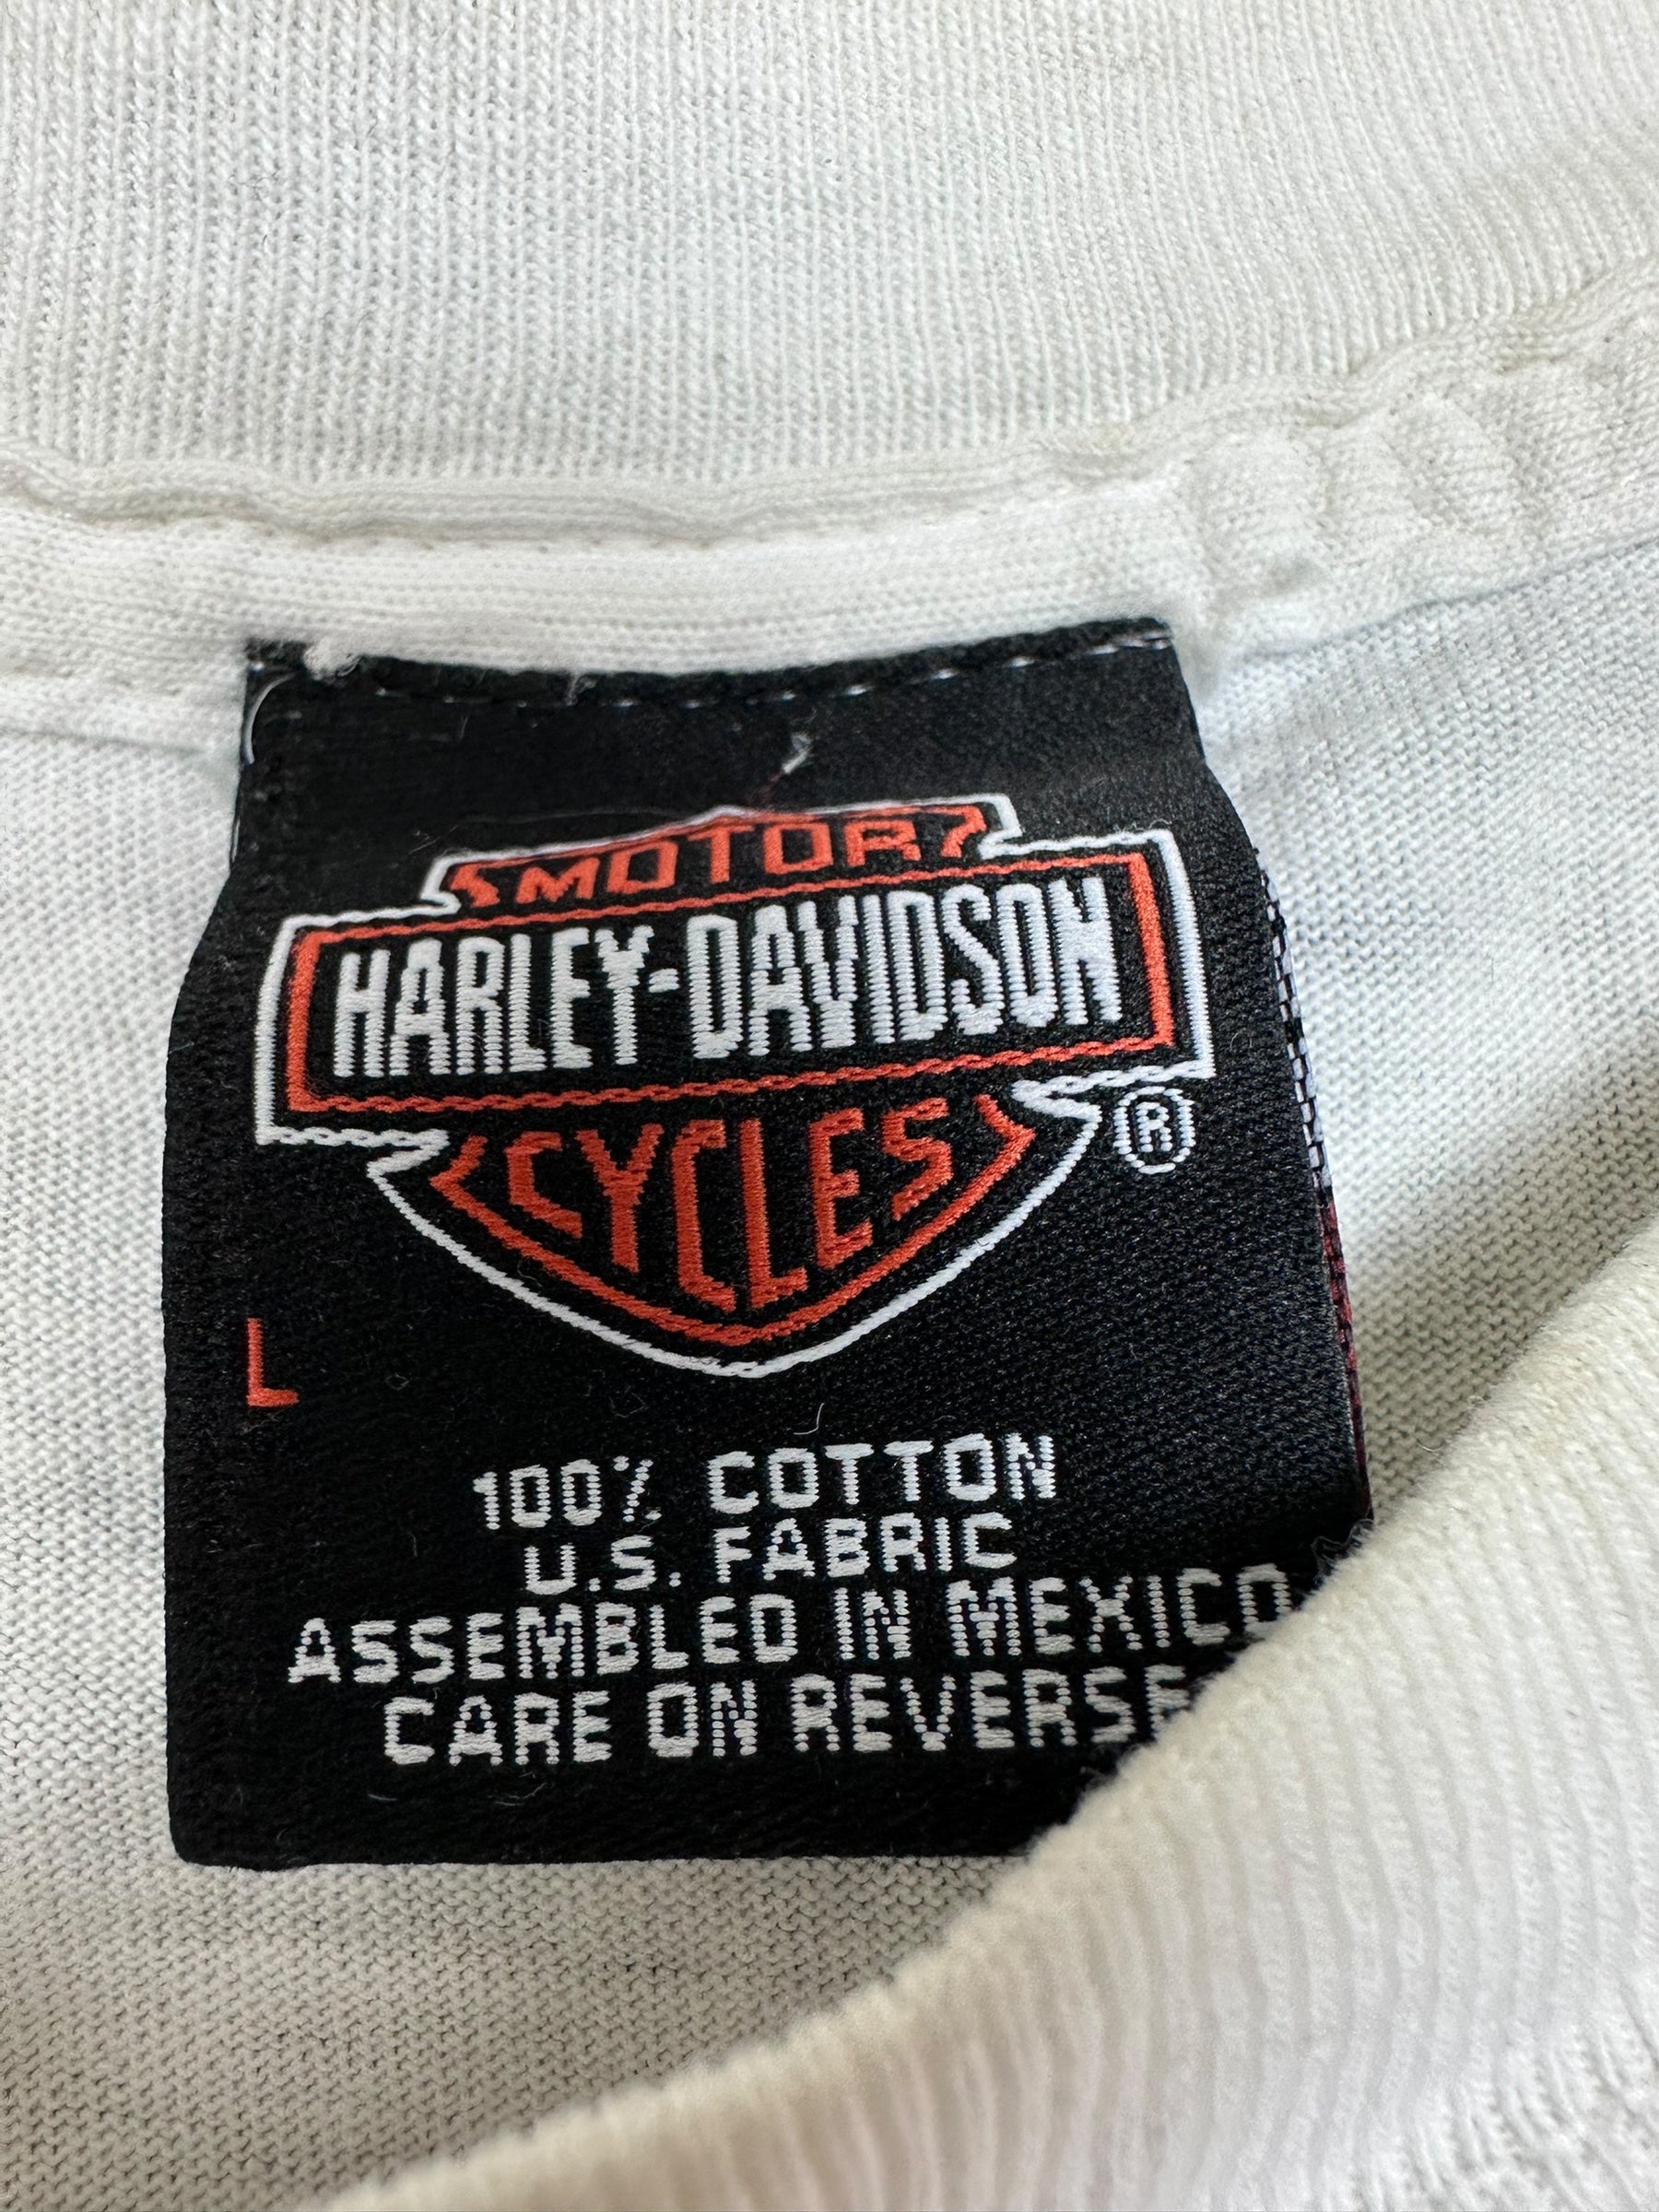 MOTOR
HARLEY-DAVIDSON
CYCLES
®
L
100% COTTON
U.S. FABRIC
ASSEMBLED IN MEXICO
CARE ON REVERSE